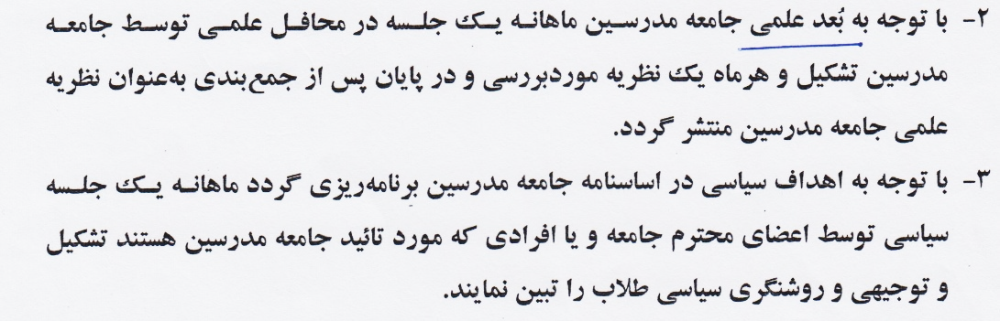 ۲- با توجه به بُعد علمی جامعه مدرسین ماهانه یک جلسه در محافل علمی توسط جامعه
مدرسین تشکیل و هرماه یک نظریه موردبررسی و در پایان پس از جمع‌بندی به‌عنوان نظریه
علمی جامعه مدرسین منتشر گردد.
۳- با توجه به اهداف سیاسی در اساسنامه جامعه مدرسین برنامه‌ریزی گردد ماهانه یک جلسه
سیاسی توسط اعضای محترم جامعه و یا افرادی که مورد تائید جامعه مدرسین هستند تشکیل
و توجیهی و روشنگری سیاسی طلاب را تبین نمایند.